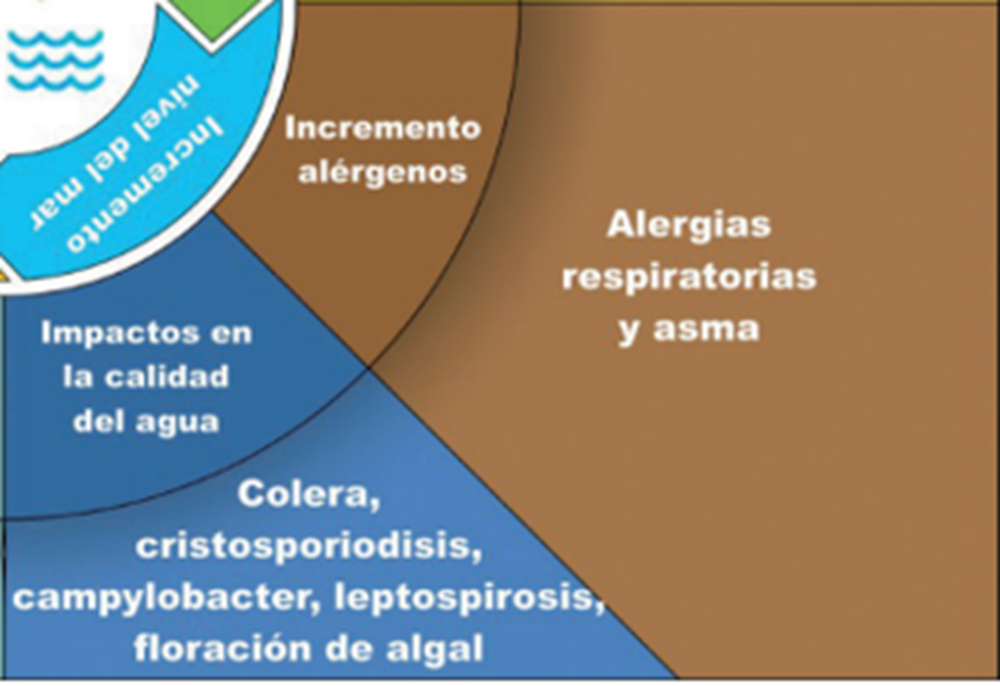 Incremento
nivel del mar
Incremento
alérgenos
Alergias
respiratorias
y asma
Impactos en
la calidad
del agua
Colera,
cristosporiodisis,
campylobacter, leptospirosis,
floración de algal